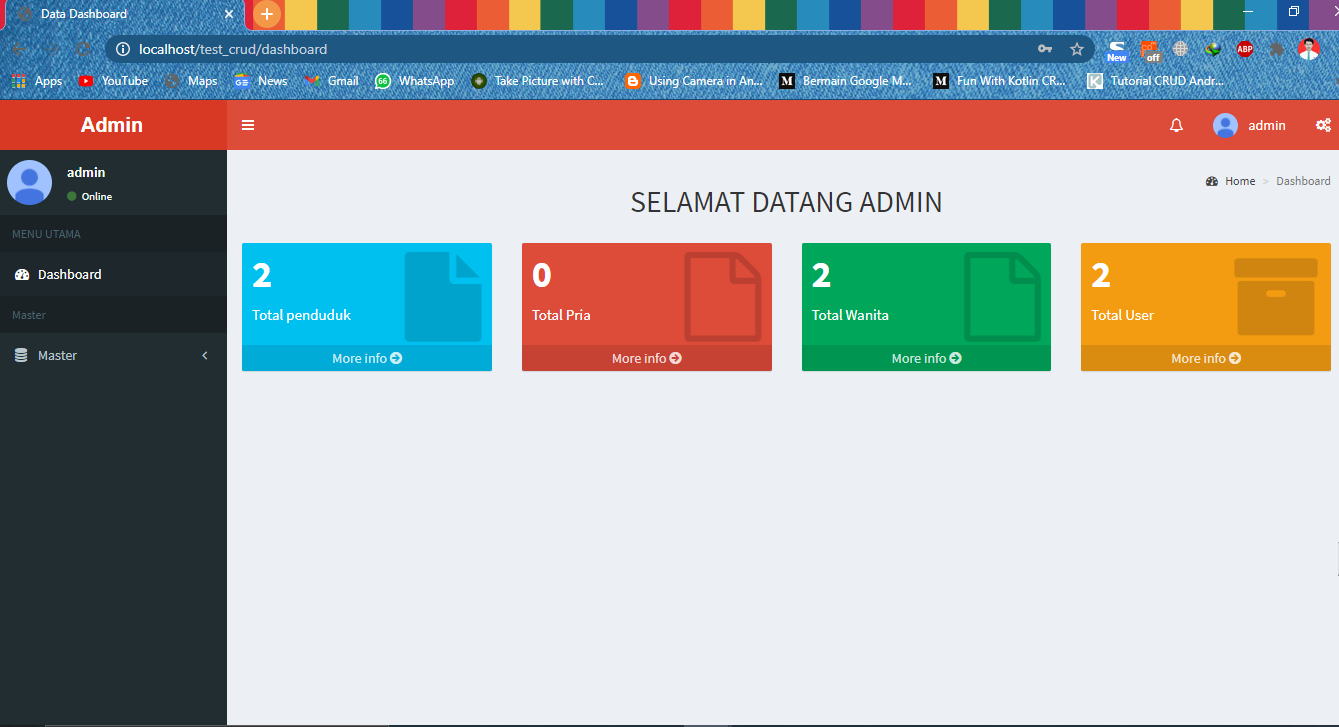 Data Dashboard
localhost/test_crud/dashboard
New
off
ABP
Apps
YouTube
Maps
GE
News
Gmail
66
WhatsApp
Take Picture with C...
Using Camera in An...
M
Bermain Google M...
M
Fun With Kotlin CR...
K
Tutorial CRUD Andr...
Admin
admin
admin
Online
Home > Dashboard
SELAMAT DATANG ADMIN
MENU UTAMA
Dashboard
Master
Master
2
Total penduduk
More info
0
Total Pria
More info
2
Total Wanita
More info
2
Total User
More info